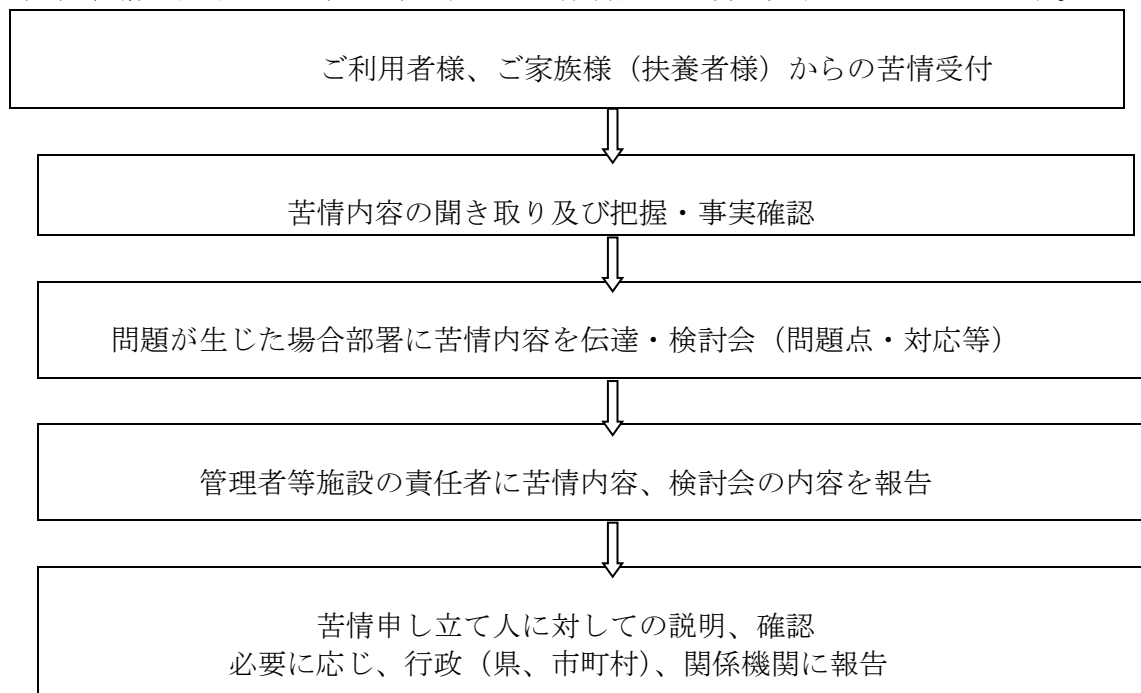 ご利用者様、ご家族様（扶養者様）からの苦情受付
苦情内容の聞き取り及び把握・事実確認
問題が生じた場合部署に苦情内容を伝達・検討会（問題点・対応等）
管理者等施設の責任者に苦情内容、検討会の内容を報告
苦情申し立て人に対しての説明、確認
必要に応じ、行政（県、市町村）、関係機関に報告